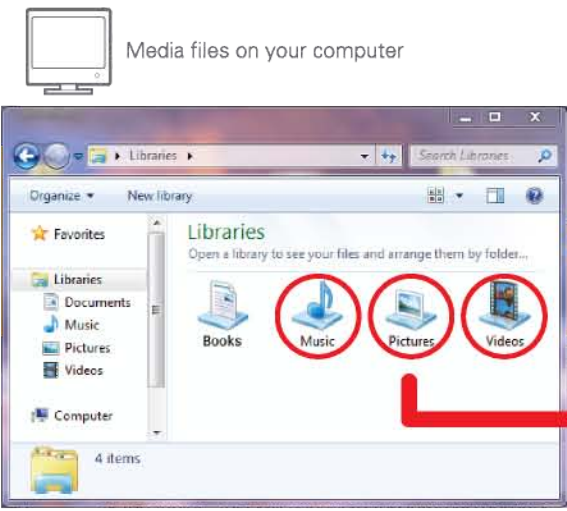 Media files on your computer
Libraries
Search Libraries
Organize
New library
Favorites
Libraries
Documents
Music
Pictures
Videos
Computer
Libraries
Open a library to see your files and arrange them by folder...
Books
Music
Pictures
Videos
4 items